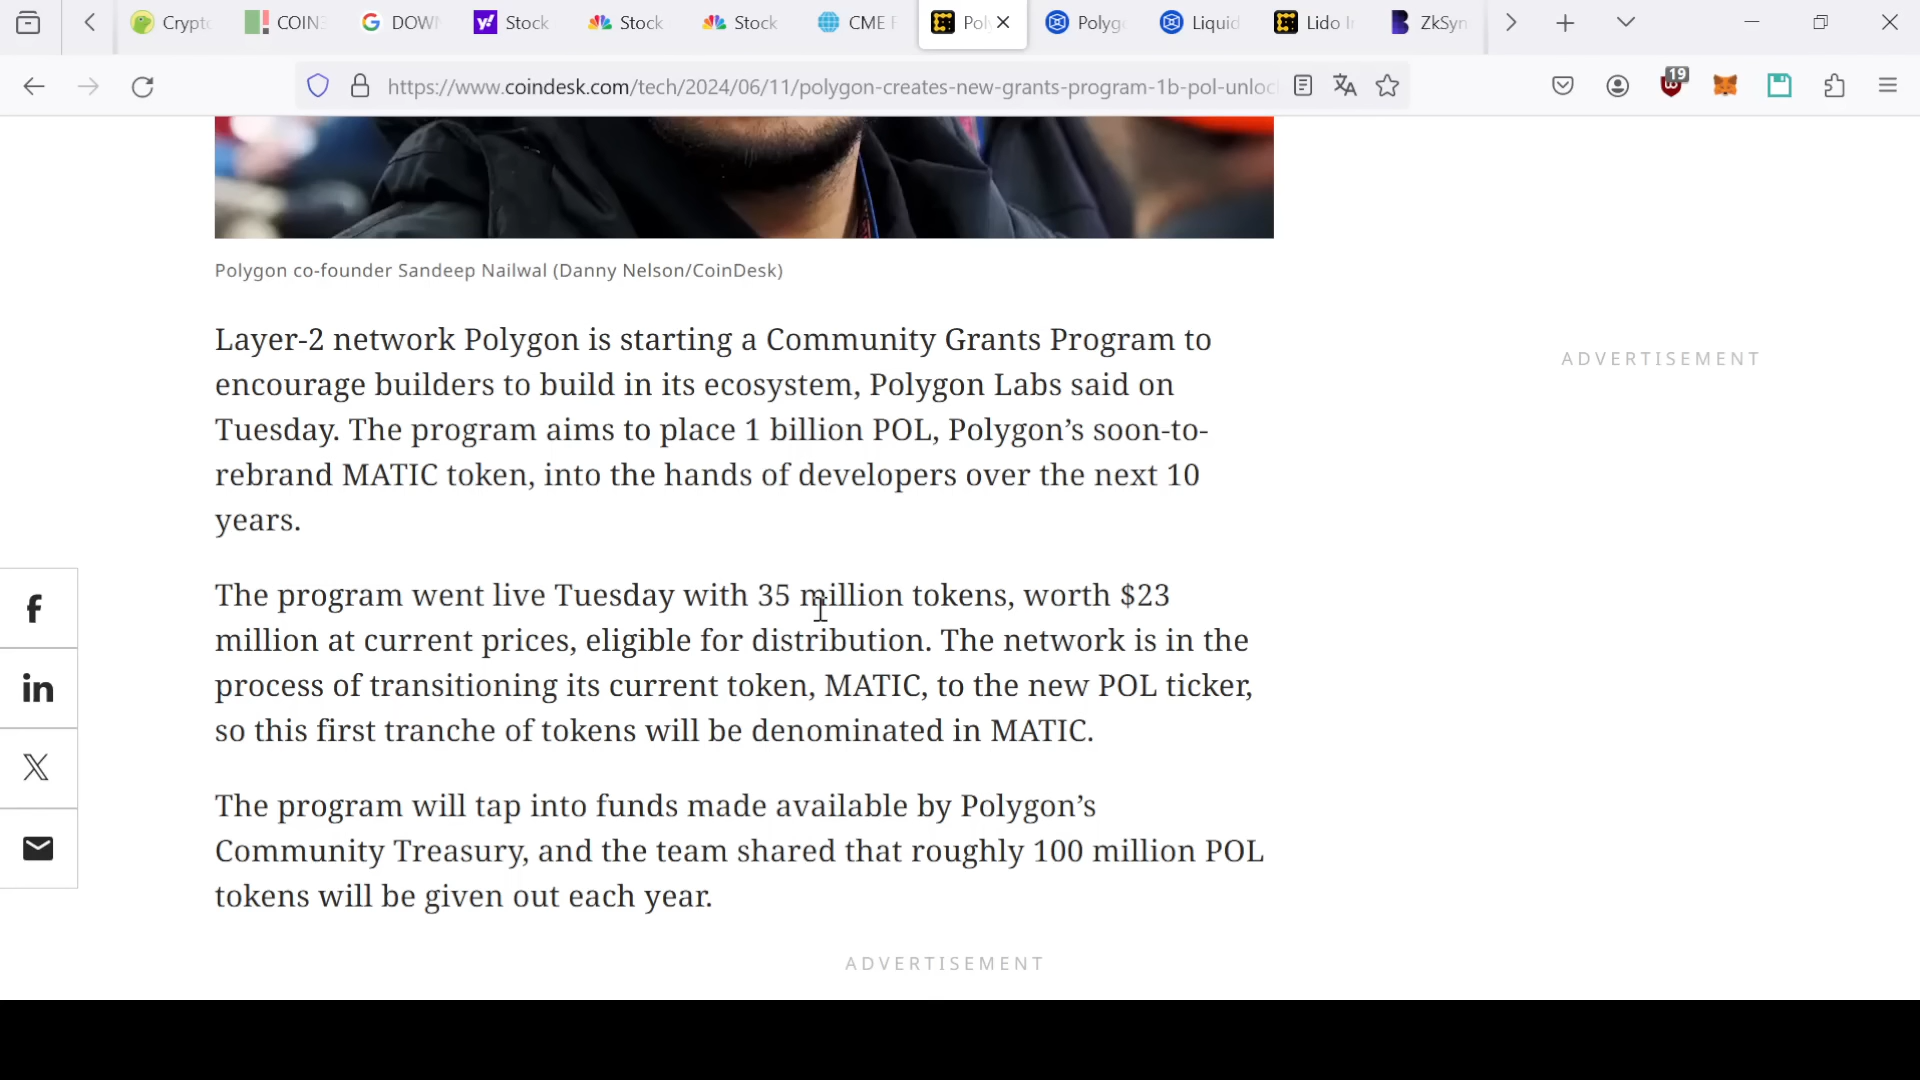 Crypto
COIN
DOW
Stock
Stock
Stock
CME F
Pol
Polygo
Liquid
Lido I
ZkSyn
https://www.coindesk.com/tech/2024/06/11/polygon-creates-new-grants-program-1b-pol-unloc
19
Polygon co-founder Sandeep Nailwal (Danny Nelson/CoinDesk)
Layer-2 network Polygon is starting a Community Grants Program to
encourage builders to build in its ecosystem, Polygon Labs said on
Tuesday. The program aims to place 1 billion POL, Polygon’s soon-to-
rebrand MATIC token, into the hands of developers over the next 10
years.
ADVERTISEMENT
The program went live Tuesday with 35 million tokens, worth $23
million at current prices, eligible for distribution. The network is in the
process of transitioning its current token, MATIC, to the new POL ticker,
so this first tranche of tokens will be denominated in MATIC.
The program will tap into funds made available by Polygon’s
Community Treasury, and the team shared that roughly 100 million POL
tokens will be given out each year.
ADVERTISEMENT